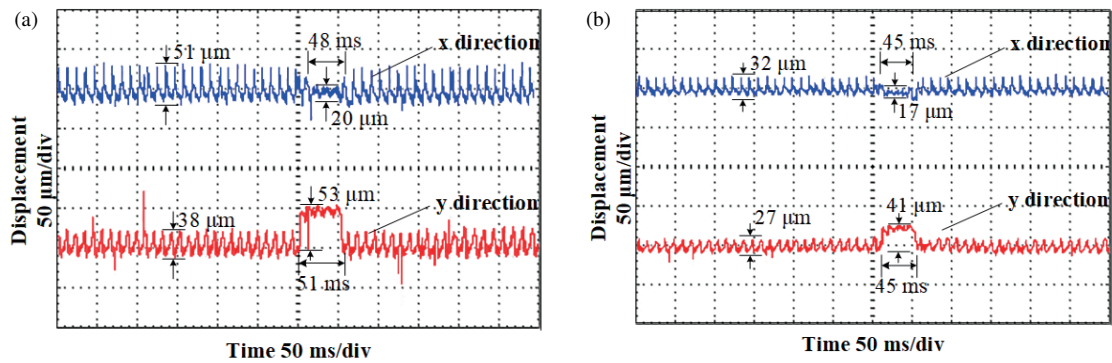 (a)
51 μm
48 ms
x direction
20 μm
53 μm
38 μm
y direction
51 ms
Displacement
50 μm/div
Time 50 ms/div
(b)
32 μm
45 ms
x direction
17 μm
27 μm
41 μm
y direction
45 ms
Displacement
50 μm/div
Time 50 ms/div